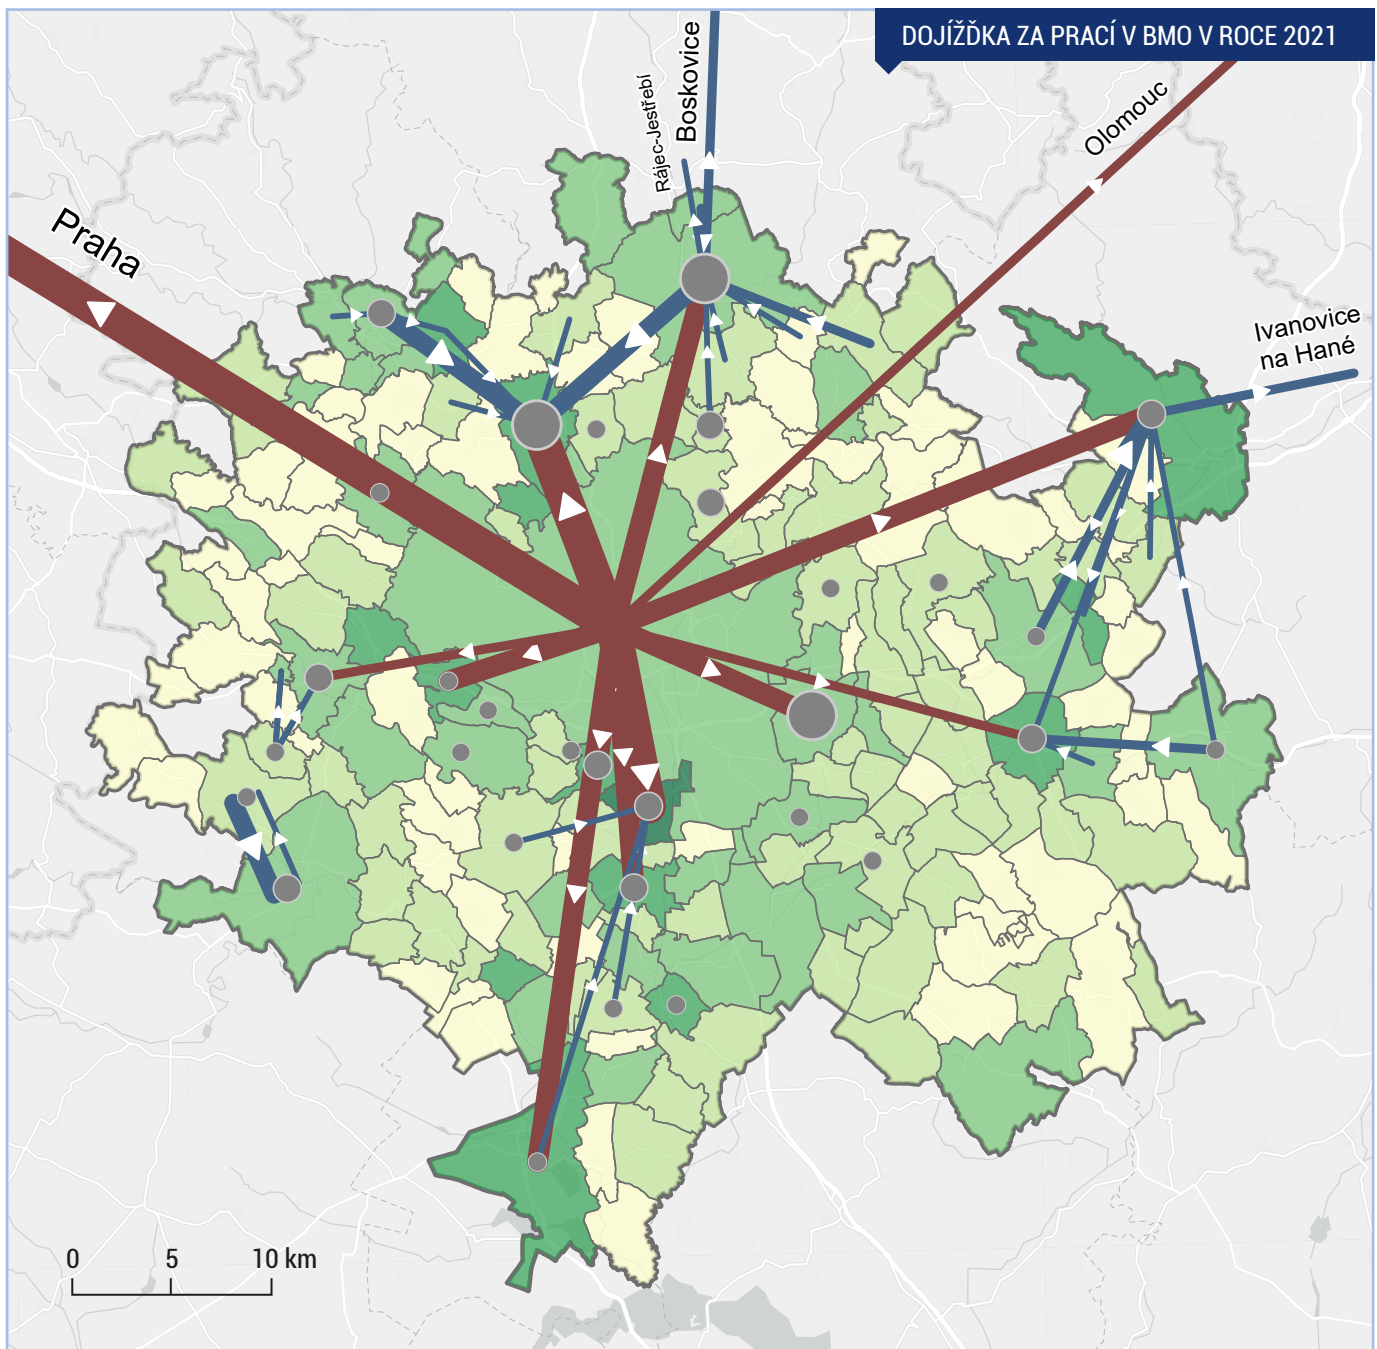 DOJÍŽĎKA ZA PRACÍ V BMO V ROCE 2021
Boskovice
Rájec-Jestřebí
Olomouc
Praha
Ivanovice
na Hané
0 5 10 km